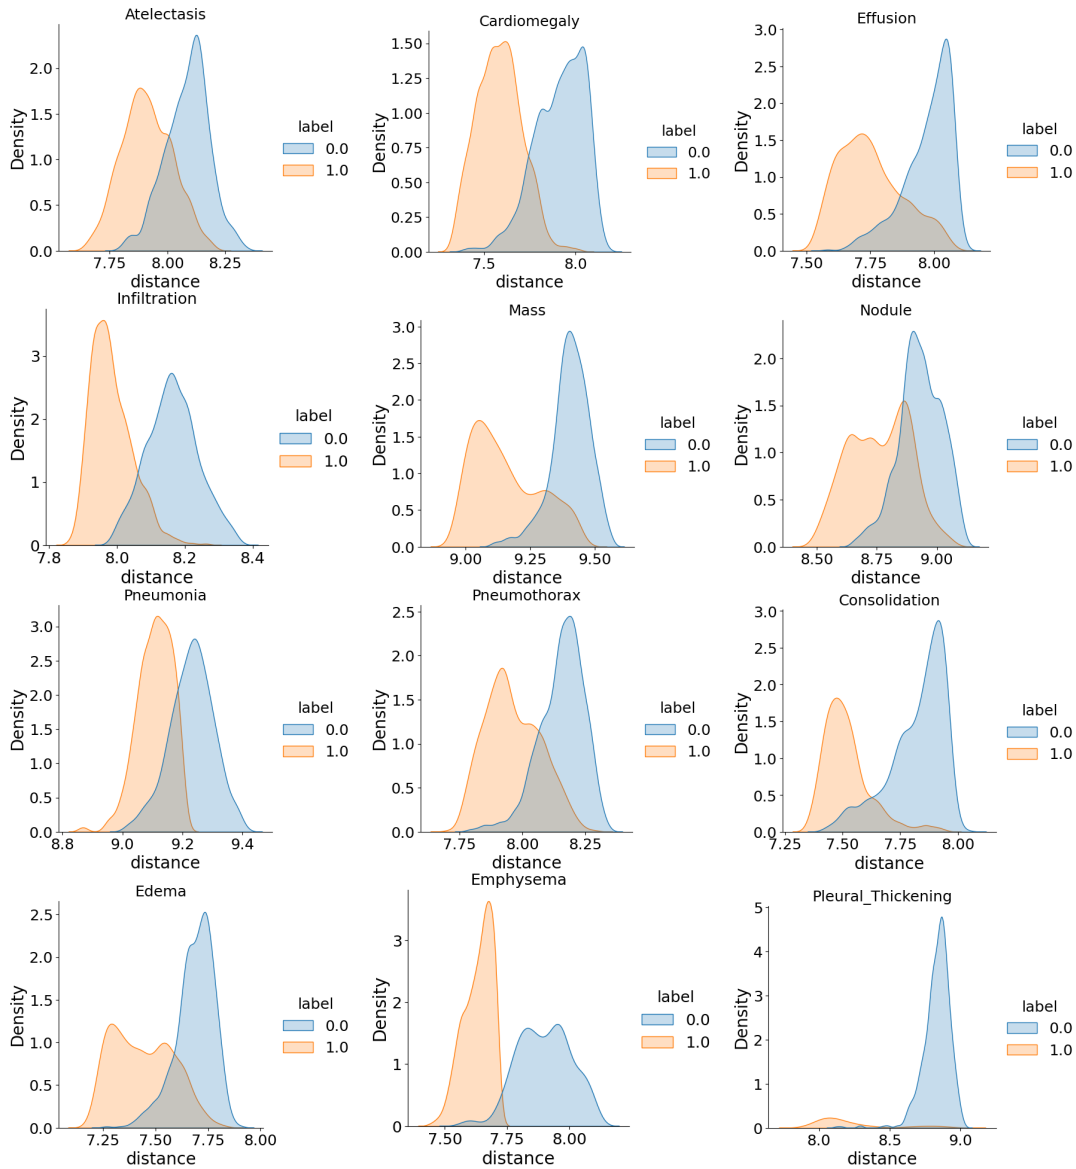 Atelectasis
Density
2.0
1.5
1.0
0.5
0.0
7.75 8.00 8.25
distance
label
0.0
1.0
Cardiomegaly
Density
1.50
1.25
1.00
0.75
0.50
0.25
0.00
7.5 8.0
distance
label
0.0
1.0
Effusion
Density
3.0
2.5
2.0
1.5
1.0
0.5
0.0
7.50 7.75 8.00
distance
label
0.0
1.0
Infiltration
Density
3
2
1
0
7.8 8.0 8.2 8.4
distance
label
0.0
1.0
Mass
Density
3.0
2.5
2.0
1.5
1.0
0.5
0.0
9.00 9.25 9.50
distance
label
0.0
1.0
Nodule
Density
2.0
1.5
1.0
0.5
0.0
8.50 8.75 9.00
distance
label
0.0
1.0
Pneumonia
Density
3.0
2.5
2.0
1.5
1.0
0.5
0.0
8.8 9.0 9.2 9.4
distance
label
0.0
1.0
Pneumothorax
Density
2.5
2.0
1.5
1.0
0.5
0.0
7.75 8.00 8.25
distance
label
0.0
1.0
Consolidation
Density
3.0
2.5
2.0
1.5
1.0
0.5
0.0
7.25 7.50 7.75 8.00
distance
label
0.0
1.0
Edema
Density
2.5
2.0
1.5
1.0
0.5
0.0
7.25 7.50 7.75 8.00
distance
label
0.0
1.0
Emphysema
Density
3
2
1
0
7.50 7.75 8.00
distance
label
0.0
1.0
Pleural_Thickening
Density
5
4
3
2
1
0
8.0 8.5 9.0
distance
label
0.0
1.0